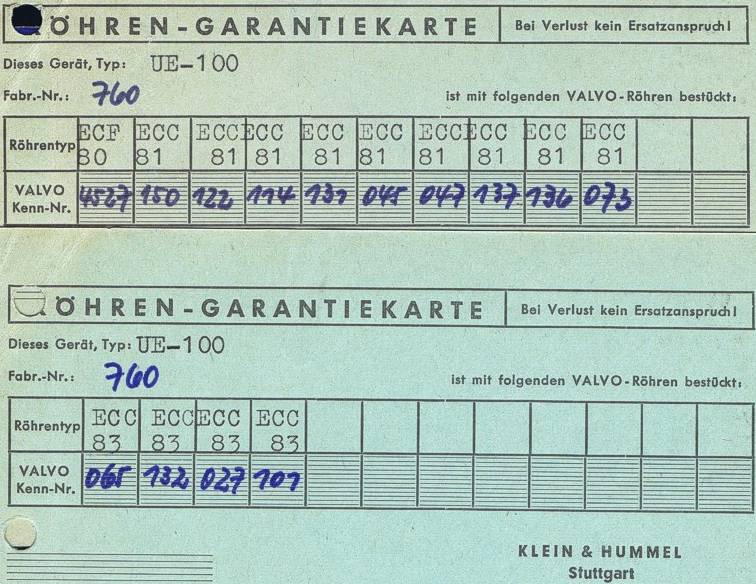 RÖHREN-GARANTIEKARTE Bei Verlust kein Ersatzanspruch!
Dieses Gerät, Typ: UE-100
Fabr.-Nr.: 760 ist mit folgenden VALVO-Röhren bestückt:
Röhrentyp ECF 80 ECC 81 ECC 81 ECC 81 ECC 81 ECC 81 ECC 81 ECC 81 ECC 81 ECC 81
VALVO Kenn-Nr. 4527 150 122 114 131 045 047 137 136 073
RÖHREN-GARANTIEKARTE Bei Verlust kein Ersatzanspruch!
Dieses Gerät, Typ: UE-100
Fabr.-Nr.: 760 ist mit folgenden VALVO-Röhren bestückt:
Röhrentyp ECC 83 ECC 83 ECC 83 ECC 83
VALVO Kenn-Nr. 065 132 027 101
KLEIN & HUMMEL
Stuttgart